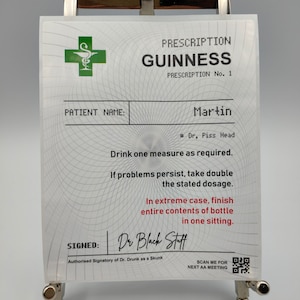 PRESCRIPTION
GUINNESS
PRESCRIPTION No. 1
PATIENT NAME: Martin
* Dr, Piss Head
Drink one measure as required.
If problems persist, take double
the stated dosage.
In extreme case, finish
entire contents of bottle
in one sitting.
SIGNED: Dr Black Stuff
Authorised Signatory of Dr. Drunk as a Skunk
SCAN ME FOR
NEXT AA MEETING